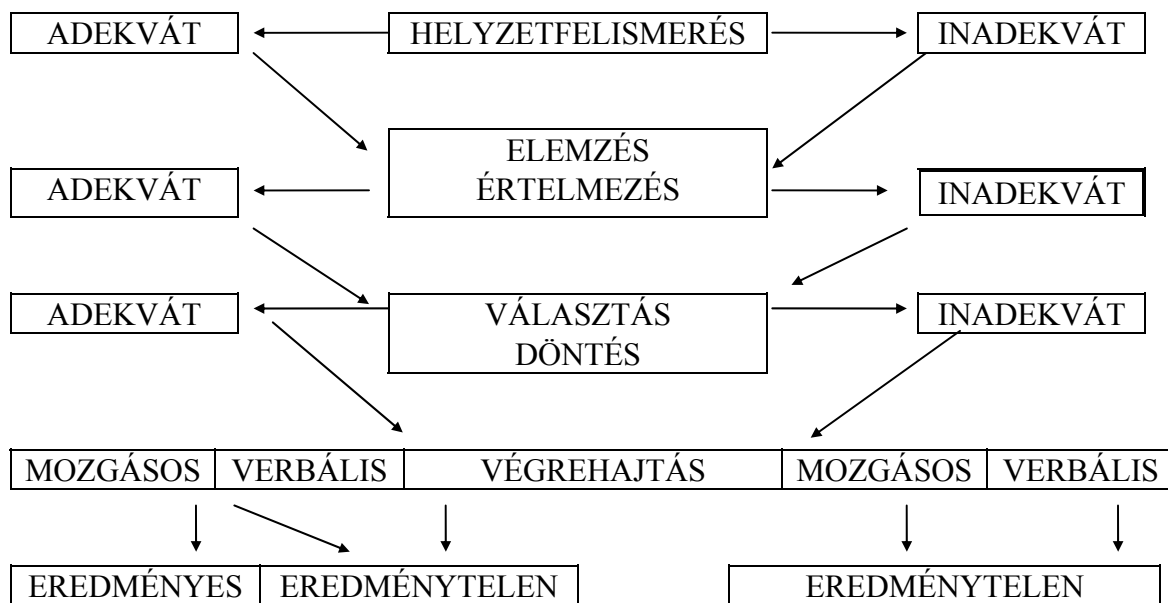 ADEKVÁT HELYZETFELISMERÉS INADEKVÁT
ELEMZÉS
ADEKVÁT ÉRTELMEZÉS INADEKVÁT
ADEKVÁT VÁLASZTÁS INADEKVÁT
DÖNTÉS
MOZGÁSOS VERBÁLIS VÉGREHAJTÁS MOZGÁSOS VERBÁLIS
EREDMÉNYES EREDMÉNYTELEN EREDMÉNYTELEN